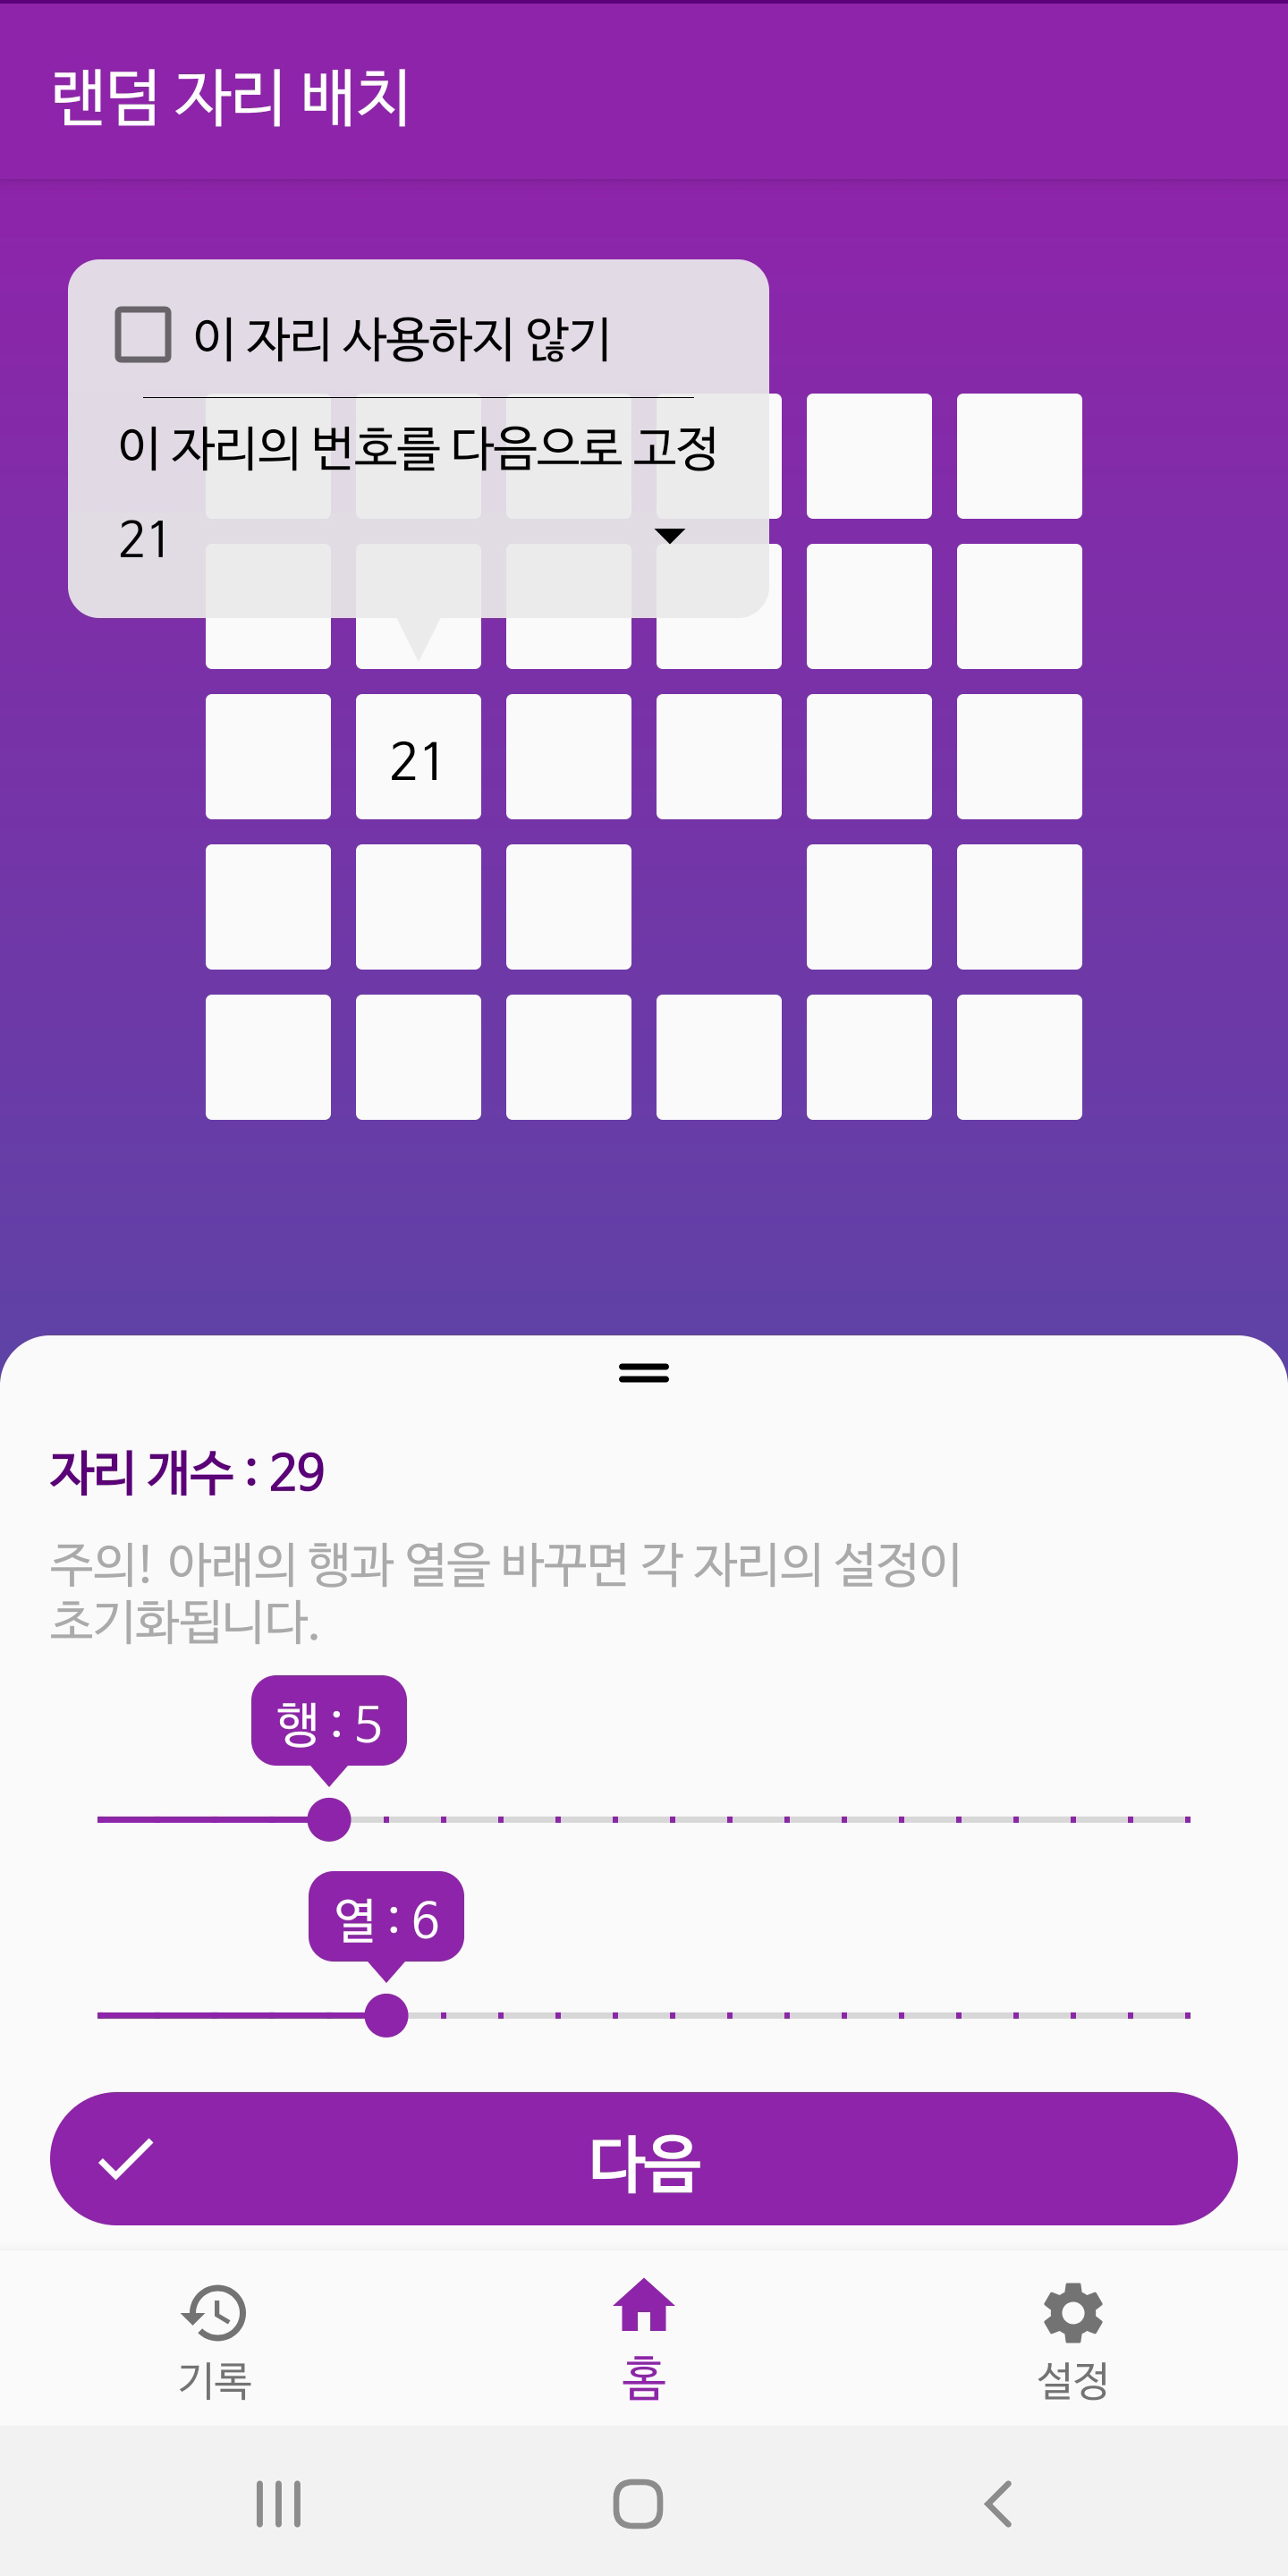 랜덤 자리 배치
이 자리 사용하지 않기
이 자리의 번호를 다음으로 고정
21
21
자리 개수 : 29
주의! 아래의 행과 열을 바꾸면 각 자리의 설정이
초기화됩니다.
행 : 5
열 : 6
다음
기록
홈
설정